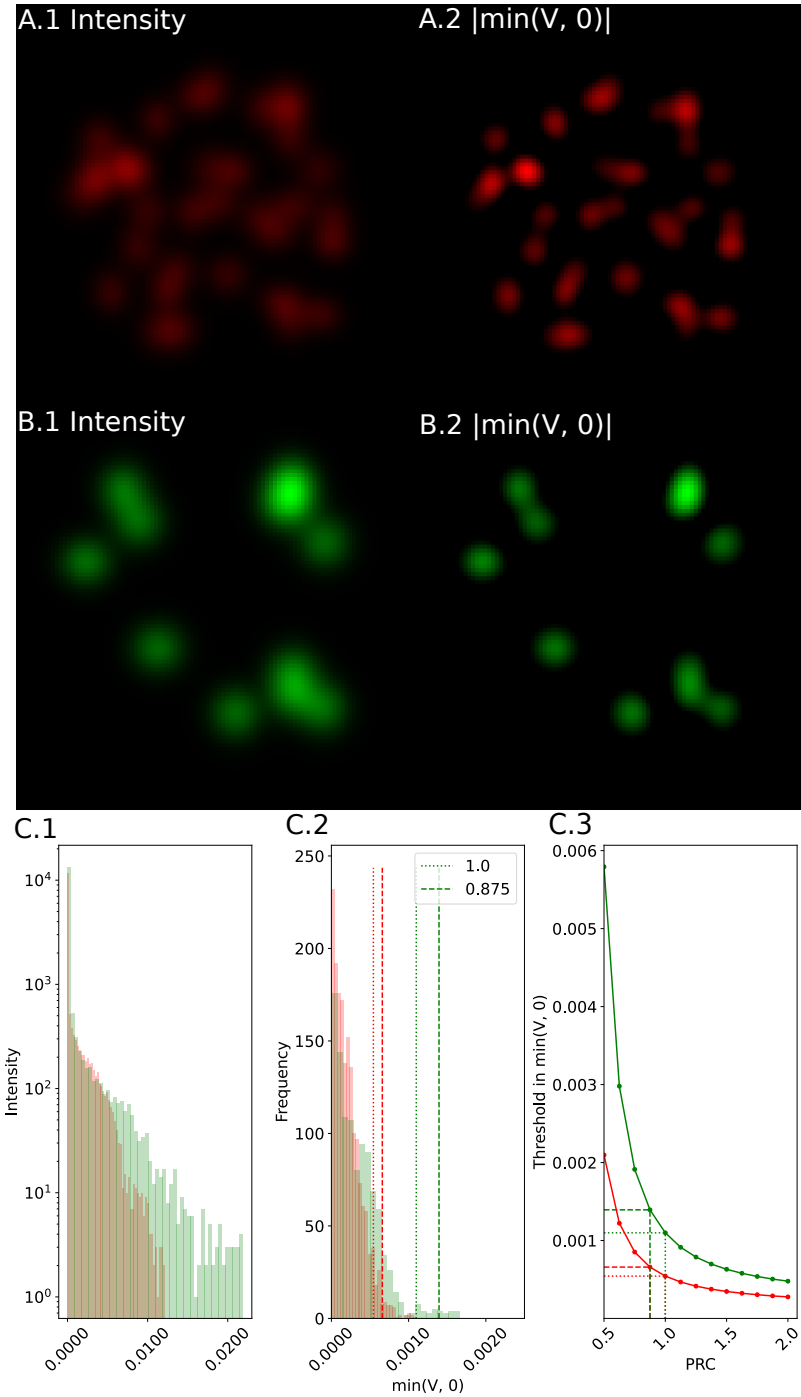 A.1 Intensity
A.2 |min(V, 0)|
B.1 Intensity
B.2 |min(V, 0)|
C.1
C.2
C.3
10^4
10^3
10^2
10^1
10^0
Intensity
0.0000
0.0100
0.0200
250
200
150
100
50
0
Frequency
1.0
0.875
0.0000
0.0010
0.0020
min(V, 0)
0.006
0.005
0.004
0.003
0.002
0.001
Threshold in min(V, 0)
0.5
1.0
1.5
2.0
PRC